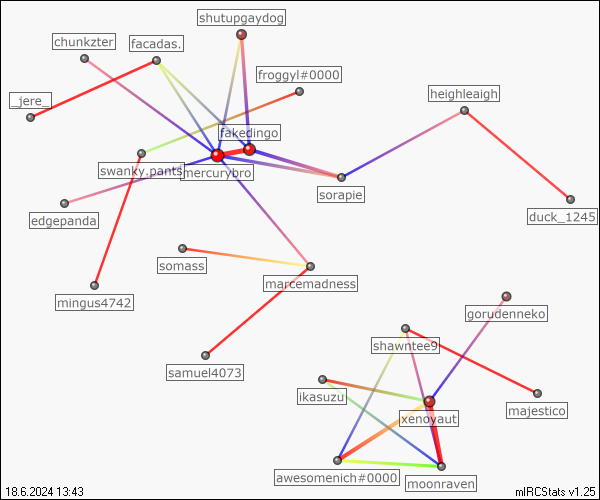 shutupgaydog
chunkzter
facadas.
froggyl#0000
_jere_
heighleaigh
fakedingo
swanky.pants
mercurybro
sorapie
edgepanda
duck_1245
somass
marcemadness
mingus4742
gorudenneko
shawntee9
samuel4073
ikasuzu
xenoyaut
majestico
awesomenich#0000
moonraven
18.6.2024 13:43
mIRCStats v1.25